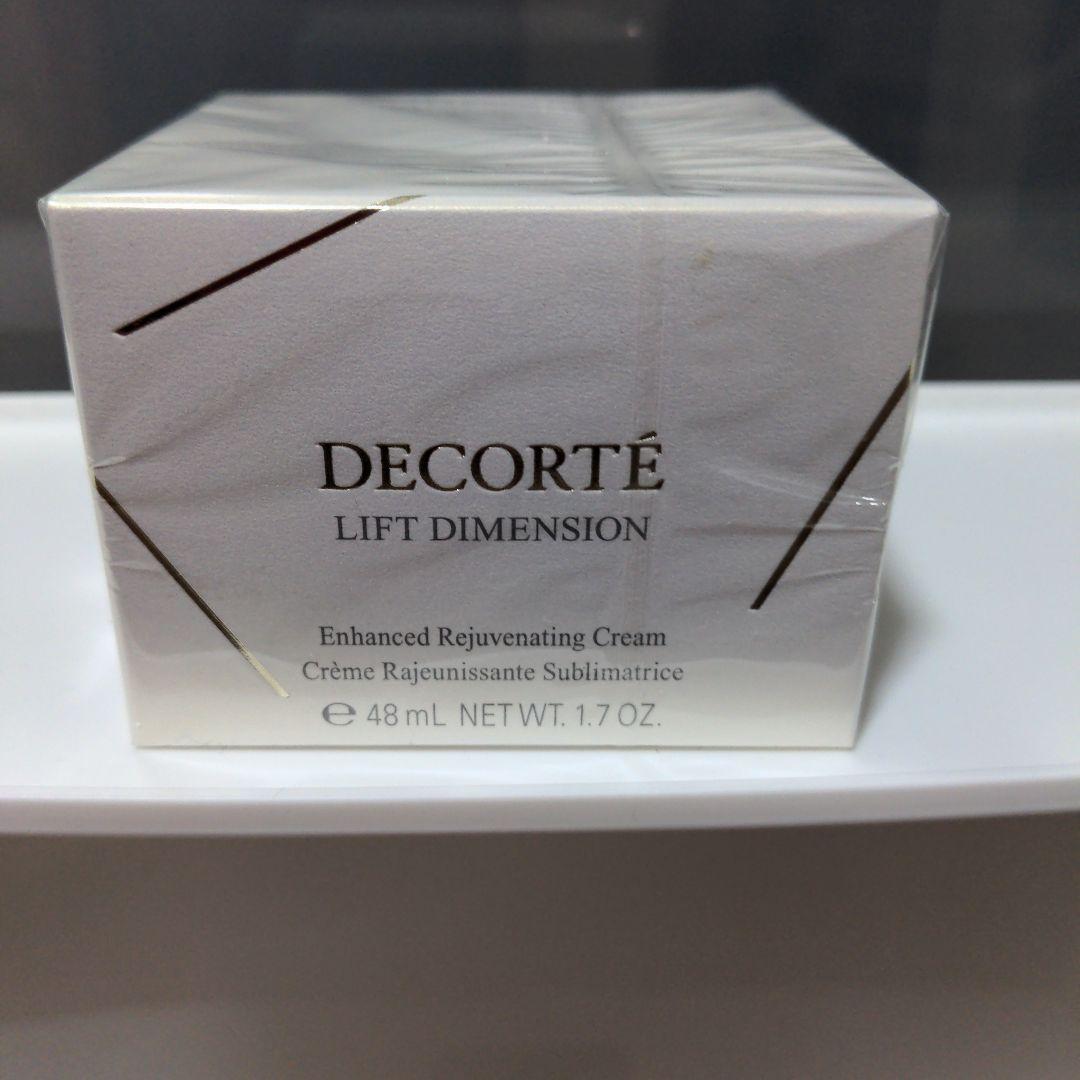 DECORTÉ
LIFT DIMENSION
Enhanced Rejuvenating Cream
Crème Rajeunissante Sublimatrice
℮ 48 mL NET WT. 1.7 OZ.